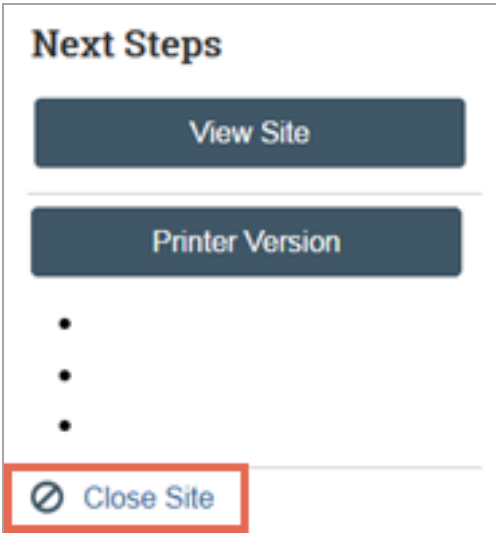 Next Steps
View Site
Printer Version
Close Site